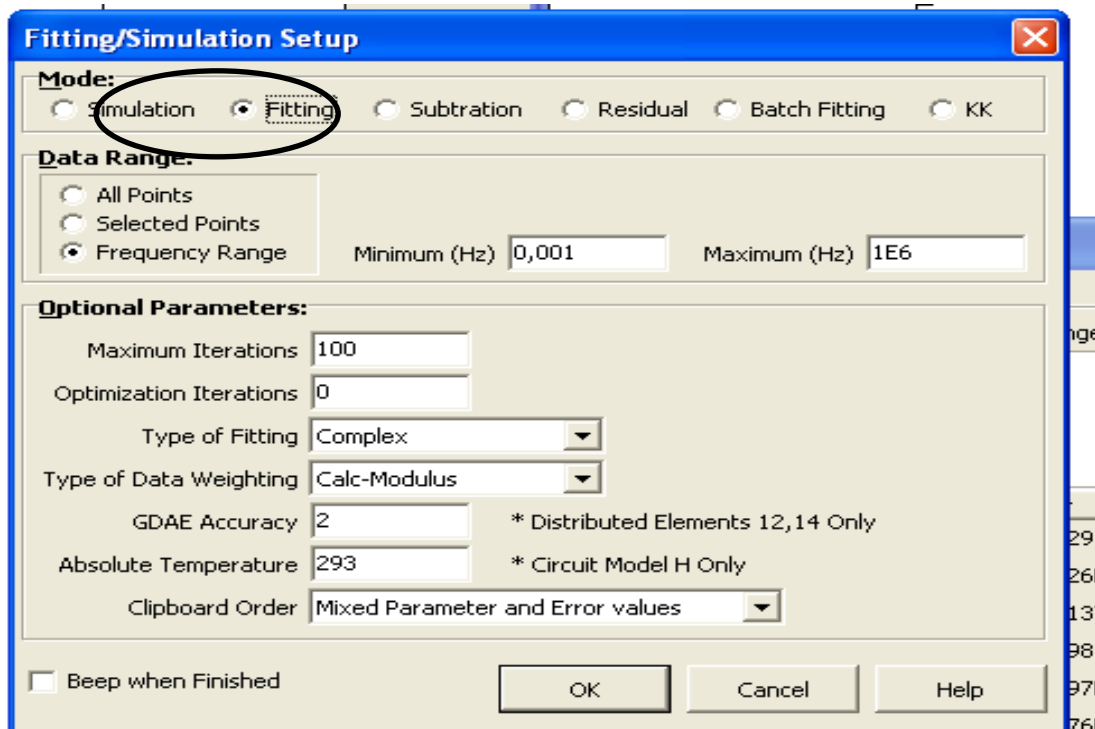 Fitting/Simulation Setup
Mode:
Simulation Fitting Subtration Residual Batch Fitting KK
Data Range:
All Points
Selected Points
Frequency Range Minimum (Hz) 0,001 Maximum (Hz) 1E6
Optional Parameters:
Maximum Iterations 100
Optimization Iterations 0
Type of Fitting Complex
Type of Data Weighting Calc-Modulus
GDAE Accuracy 2 * Distributed Elements 12,14 Only
Absolute Temperature 293 * Circuit Model H Only
Clipboard Order Mixed Parameter and Error values
Beep when Finished OK Cancel Help